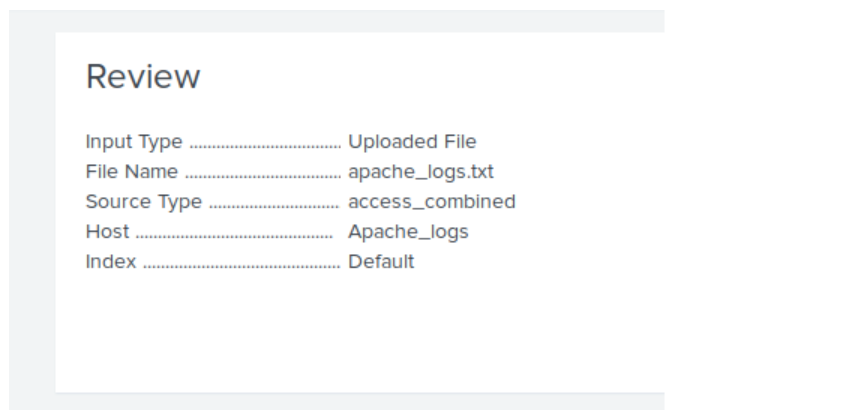 Review
Input Type ..................................... Uploaded File
File Name ...................................... apache_logs.txt
Source Type ................................ access_combined
Host ................................................ Apache_logs
Index ................................................ Default